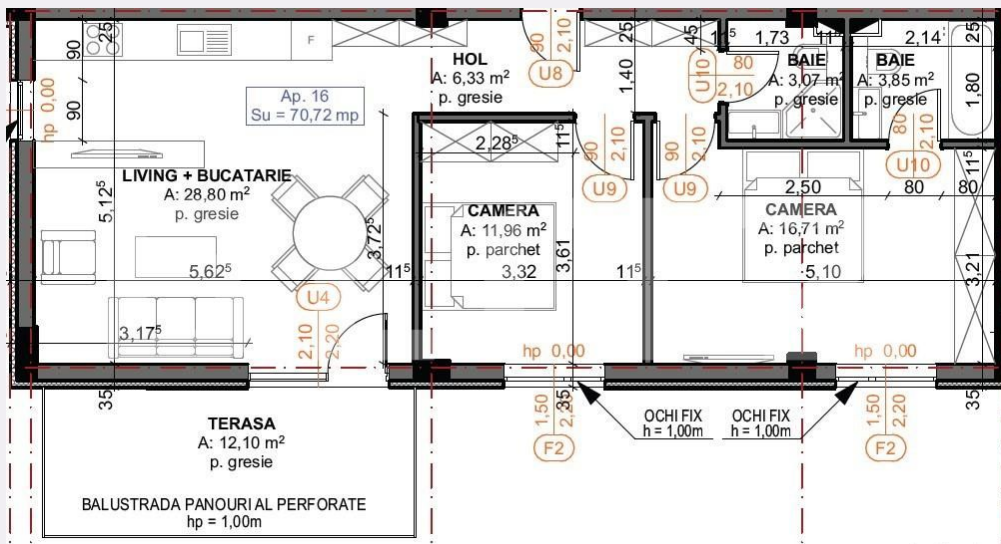 25
90
90
hp 0,00
F
90
2,10
U8
HOL
A: 6,33 m²
p. gresie
25
1,40
45
U10
80
2,10
11⁵
1,73
11⁵
BAIE
A: 3,07 m²
p. gresie
BAIE
A: 3,85 m²
p. gresie
2,14
25
1,80
80
2,10
U10
Ap. 16
Su = 70,72 mp
LIVING + BUCATARIE
A: 28,80 m²
p. gresie
5,12⁵
5,62⁵
3,72⁵
3,17⁵
11⁵
2,28⁵
11⁵
90
2,10
U9
90
2,10
U9
CAMERA
A: 11,96 m²
p. parchet
3,32
3,61
11⁵
2,50
80
80
11⁵
CAMERA
A: 16,71 m²
p. parchet
5,10
3,21
U4
2,10
2,20
hp 0,00
hp 0,00
35
35
35
1,50
F2
1,50
2,20
F2
OCHI FIX
h = 1,00m
OCHI FIX
h = 1,00m
TERASA
A: 12,10 m²
p. gresie
BALUSTRADA PANOURI AL PERFORATE
hp = 1,00m